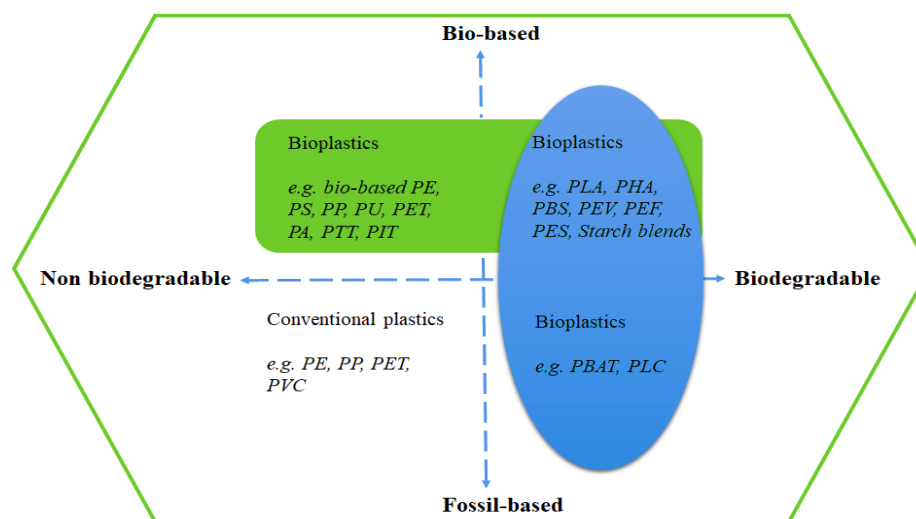 Bio-based
Bioplastics
e.g. bio-based PE,
PS, PP, PU, PET,
PA, PTT, PIT
Bioplastics
e.g. PLA, PHA,
PBS, PEV, PEF,
PES, Starch blends
Non biodegradable
Biodegradable
Conventional plastics
e.g. PE, PP, PET,
PVC
Bioplastics
e.g. PBAT, PLC
Fossil-based